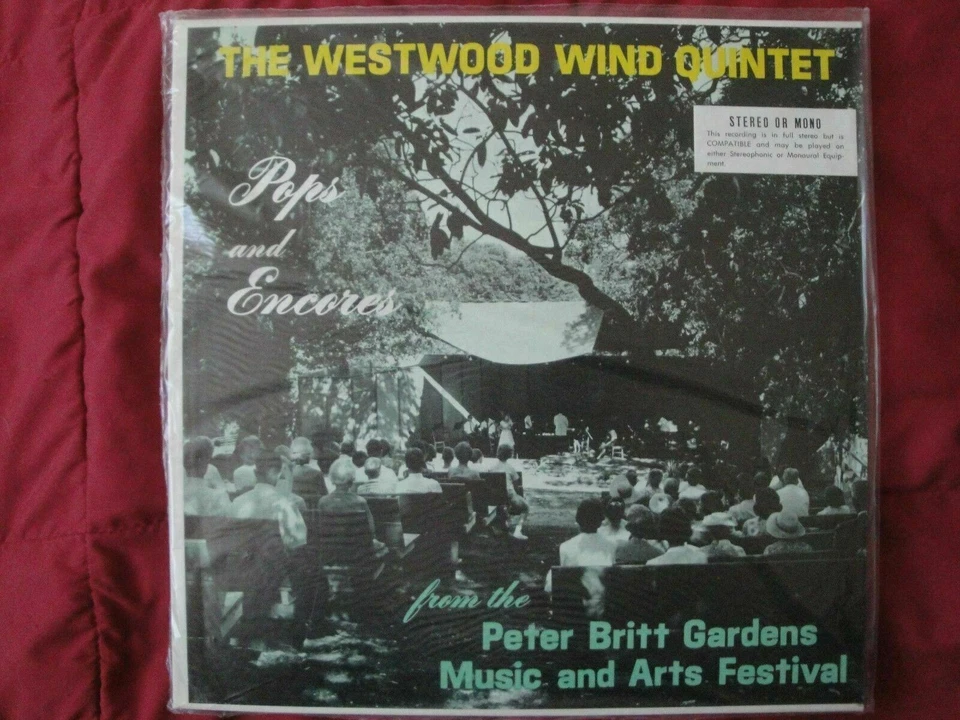 THE WESTWOOD WIND QUINTET
STEREO OR MONO
This recording is in full stereo but is
COMPATIBLE and may be played on
either Stereophonic or Monaural Equip-
ment.
Pops
and
Encores
from the
Peter Britt Gardens
Music and Arts Festival